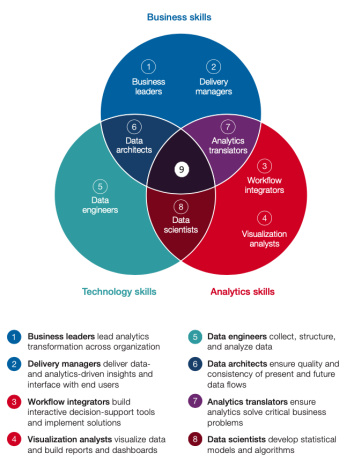 Business skills
1
2
Business
leaders
Delivery
managers
6
Data
architects
7
Analytics
translators
9
3
Workflow
integrators
5
Data
engineers
8
Data
scientists
4
Visualization
analysts
Technology skills
Analytics skills
1 Business leaders lead analytics
transformation across organization
2 Delivery managers deliver data-
and analytics-driven insights and
interface with end users
3 Workflow integrators build
interactive decision-support tools
and implement solutions
4 Visualization analysts visualize data
and build reports and dashboards
5 Data engineers collect, structure,
and analyze data
6 Data architects ensure quality and
consistency of present and future
data flows
7 Analytics translators ensure
analytics solve critical business
problems
8 Data scientists develop statistical
models and algorithms